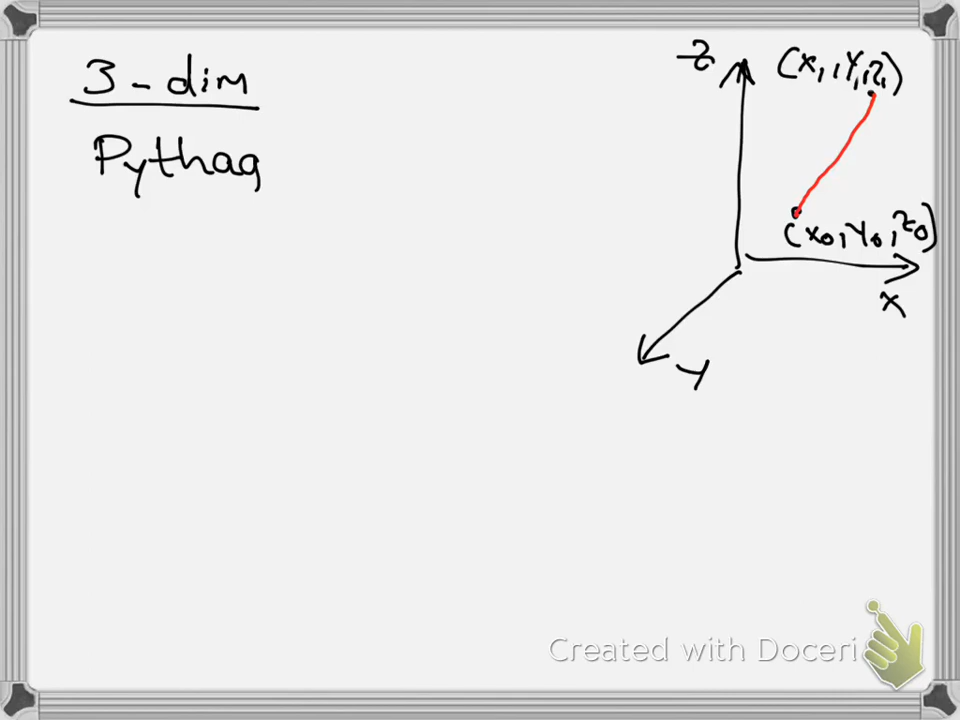 3-dim
Pythag
z
(x₁,y₁,z₁)
(x₀,y₀,z₀)
x
y
Created with Doceri